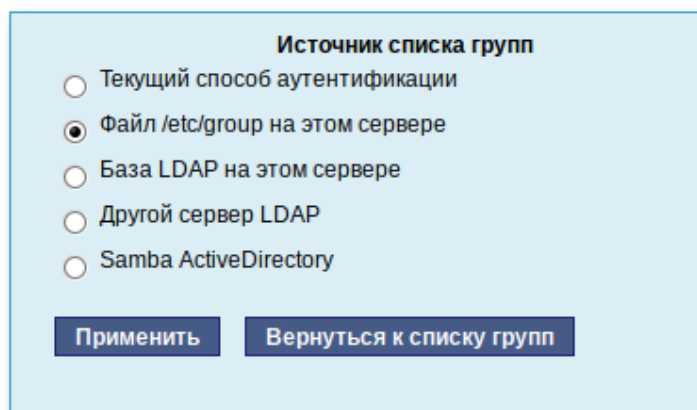 Источник списка групп
Текущий способ аутентификации
Файл /etc/group на этом сервере
База LDAP на этом сервере
Другой сервер LDAP
Samba ActiveDirectory
Применить Вернуться к списку групп